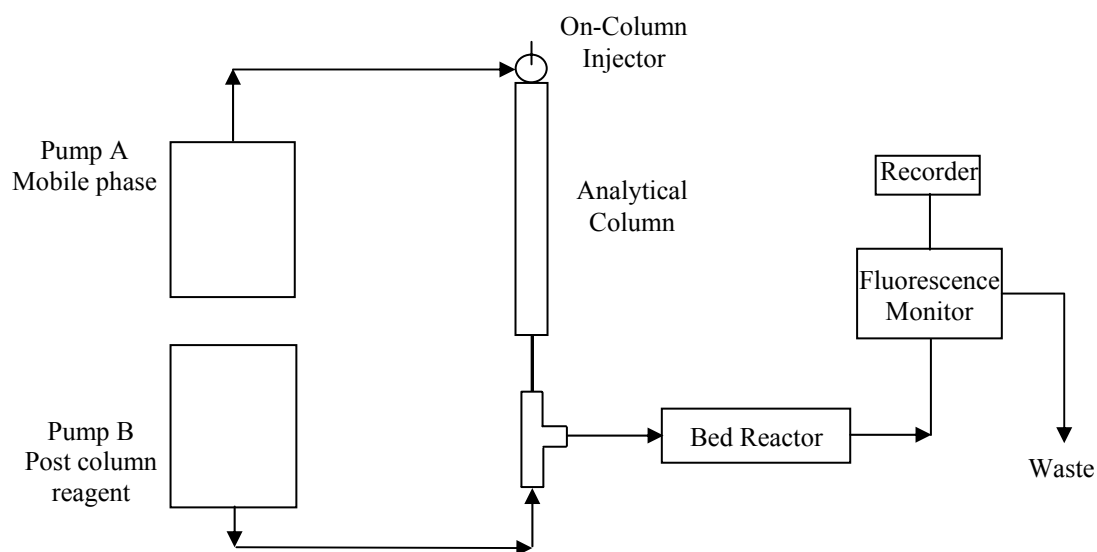 On-Column
Injector
Pump A
Mobile phase
Analytical
Column
Recorder
Fluorescence
Monitor
Pump B
Post column
reagent
Bed Reactor
Waste